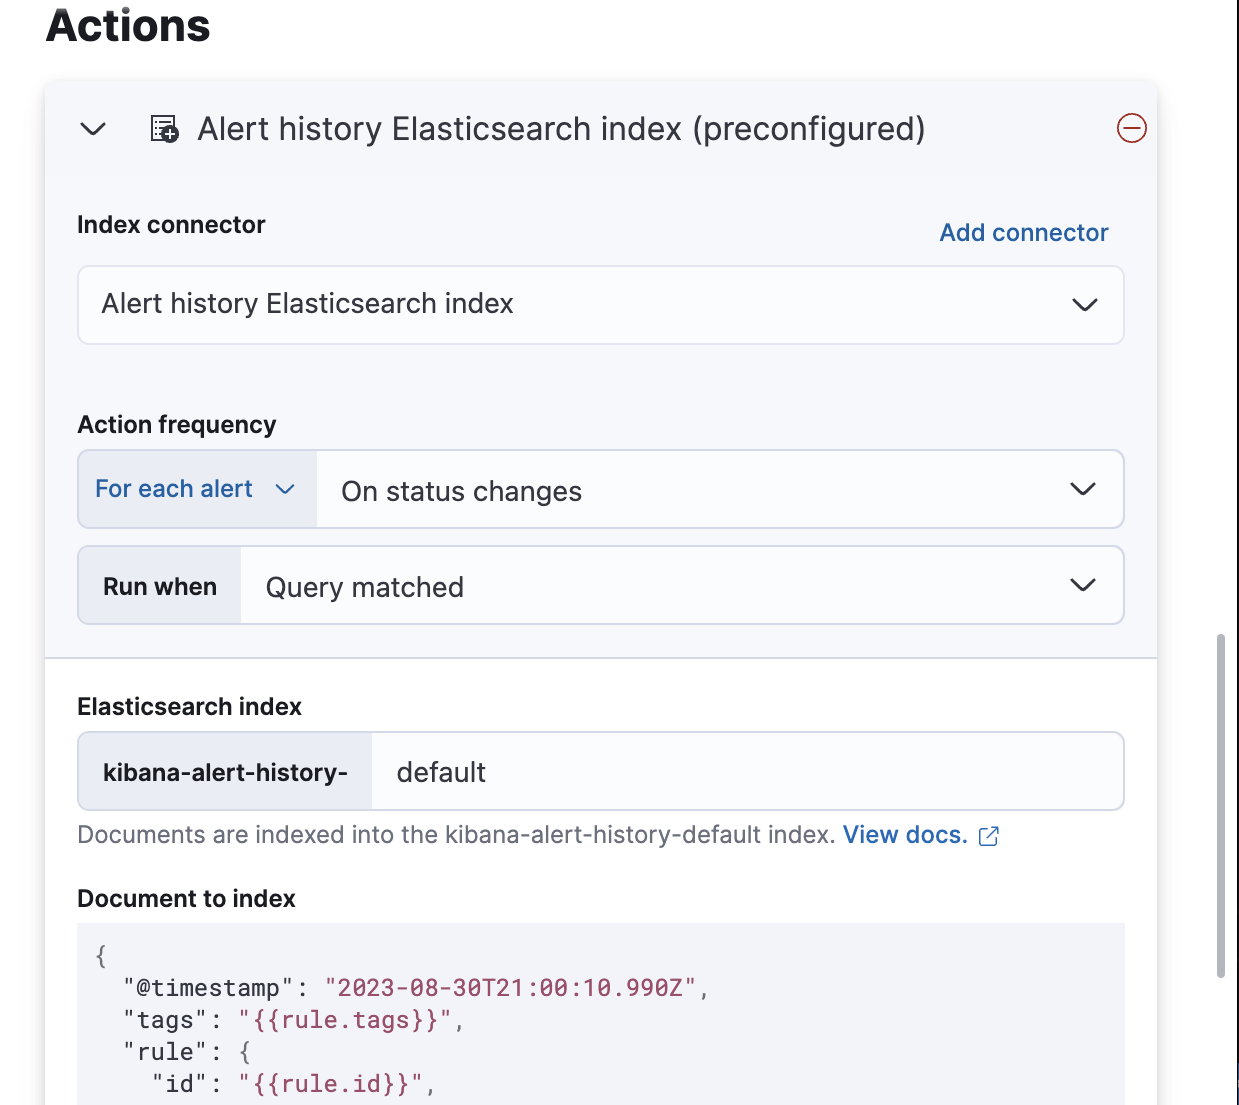 Actions
Alert history Elasticsearch index (preconfigured)
Index connector
Add connector
Alert history Elasticsearch index
Action frequency
For each alert
On status changes
Run when
Query matched
Elasticsearch index
kibana-alert-history-
default
Documents are indexed into the kibana-alert-history-default index. View docs.
Document to index
{
  "@timestamp": "2023-08-30T21:00:10.990Z",
  "tags": "{{rule.tags}}",
  "rule": {
    "id": "{{rule.id}}",